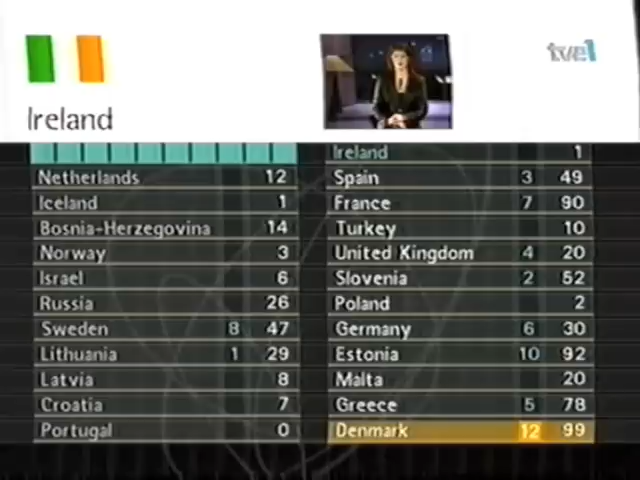 tve1
Ireland
Netherlands 12
Iceland 1
Bosnia-Herzegovina 14
Norway 3
Israel 6
Russia 26
Sweden 8 47
Lithuania 1 29
Latvia 8
Croatia 7
Portugal 0
Ireland 1
Spain 3 49
France 7 90
Turkey 10
United Kingdom 4 20
Slovenia 2 52
Poland 2
Germany 6 30
Estonia 10 92
Malta 20
Greece 5 78
Denmark 12 99